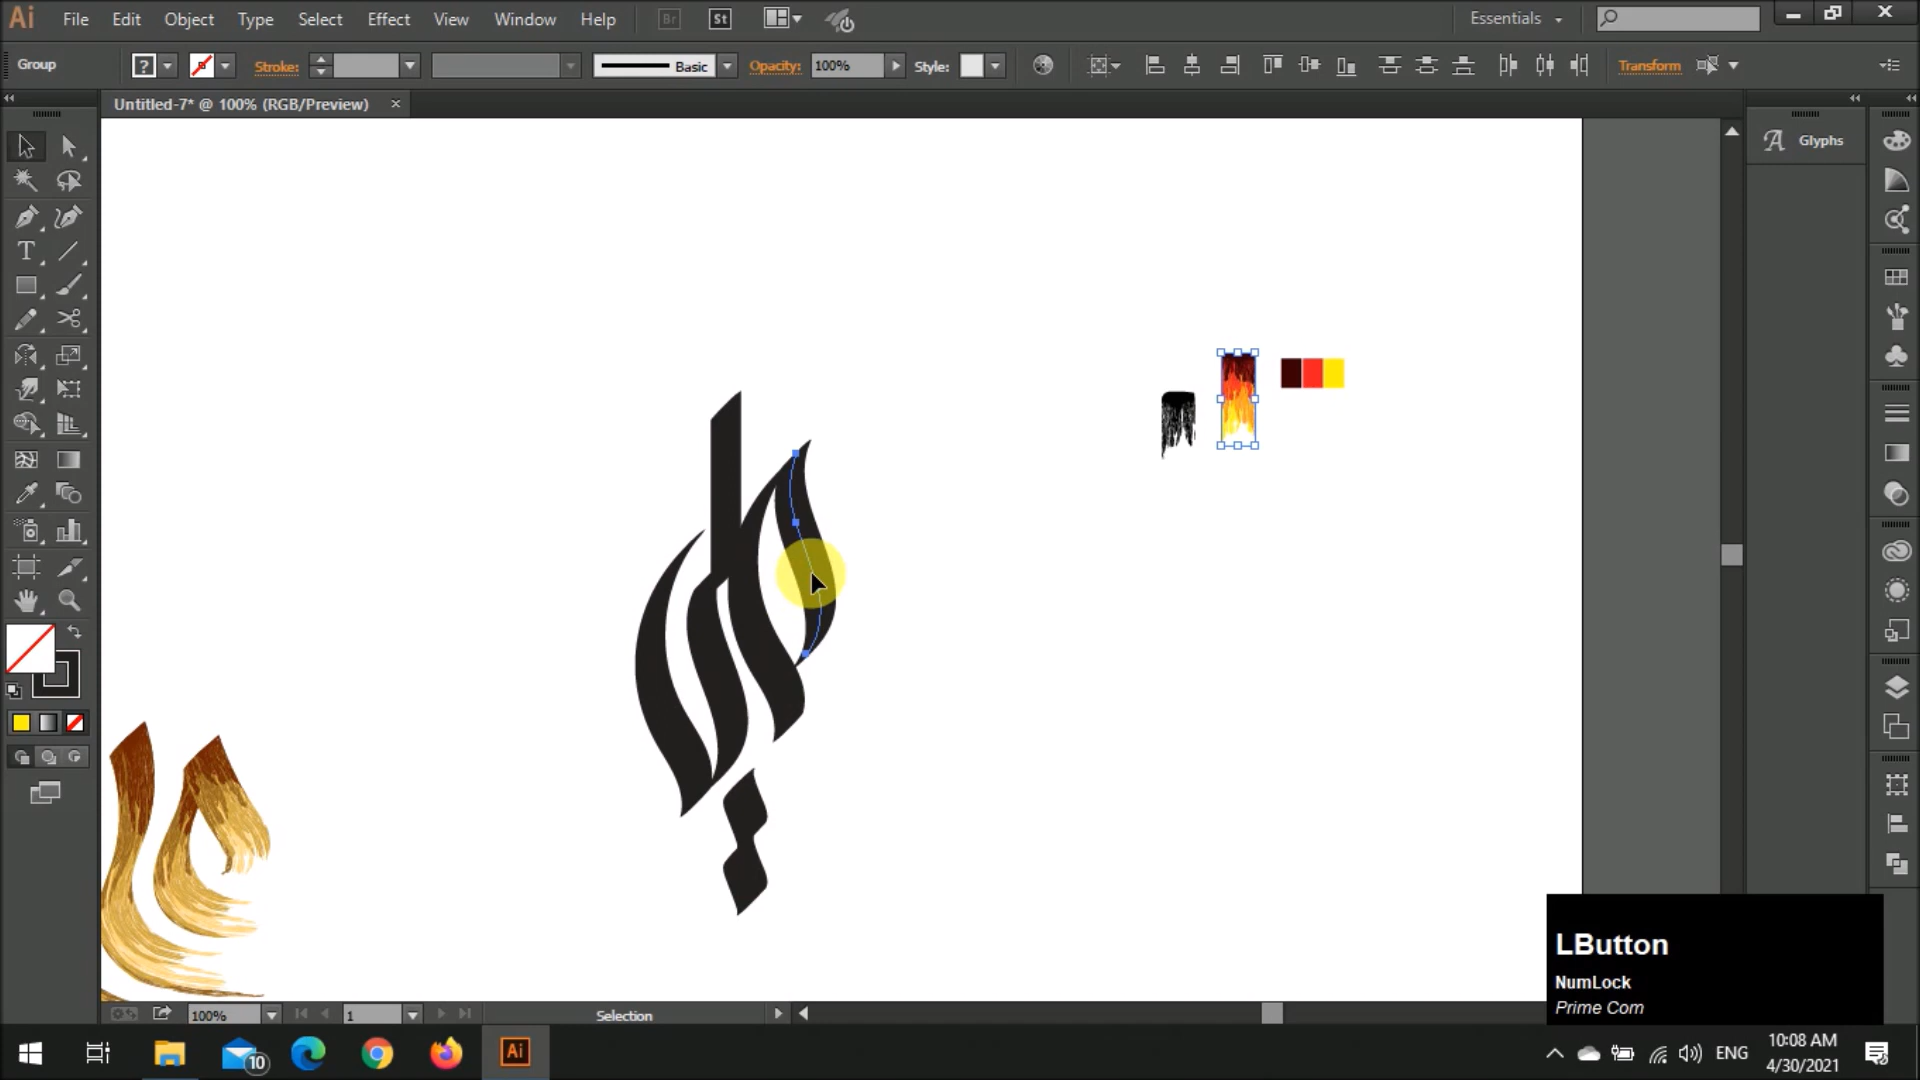 Ai File Edit Object Type Select Effect View Window Help Br St Essentials
Group ? Stroke: Basic Opacity: 100% Style: Transform
Untitled-7* @ 100% (RGB/Preview) ×
Glyphs
T
100% 1 Selection
LButton
NumLock
Prime Com
10 Ai ENG 10:08 AM
4/30/2021